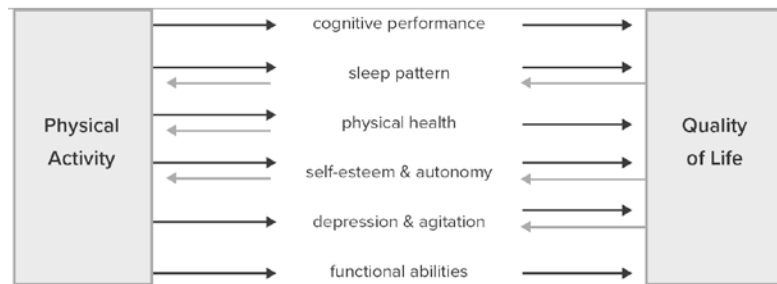 cognitive performance
sleep pattern
physical health
Physical
Activity
Quality
of Life
self-esteem & autonomy
depression & agitation
functional abilities